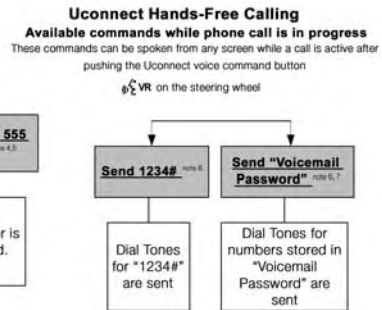 Uconnect Hands-Free Calling
Available commands while phone call is in progress
These commands can be spoken from any screen while a call is active after
pushing the Uconnect voice command button
VR on the steering wheel
555
4,5
r is
d.
Send 1234# note 6
Send "Voicemail
Password" note 6, 7
Dial Tones
for "1234#"
are sent
Dial Tones for
numbers stored in
"Voicemail
Password" are
sent